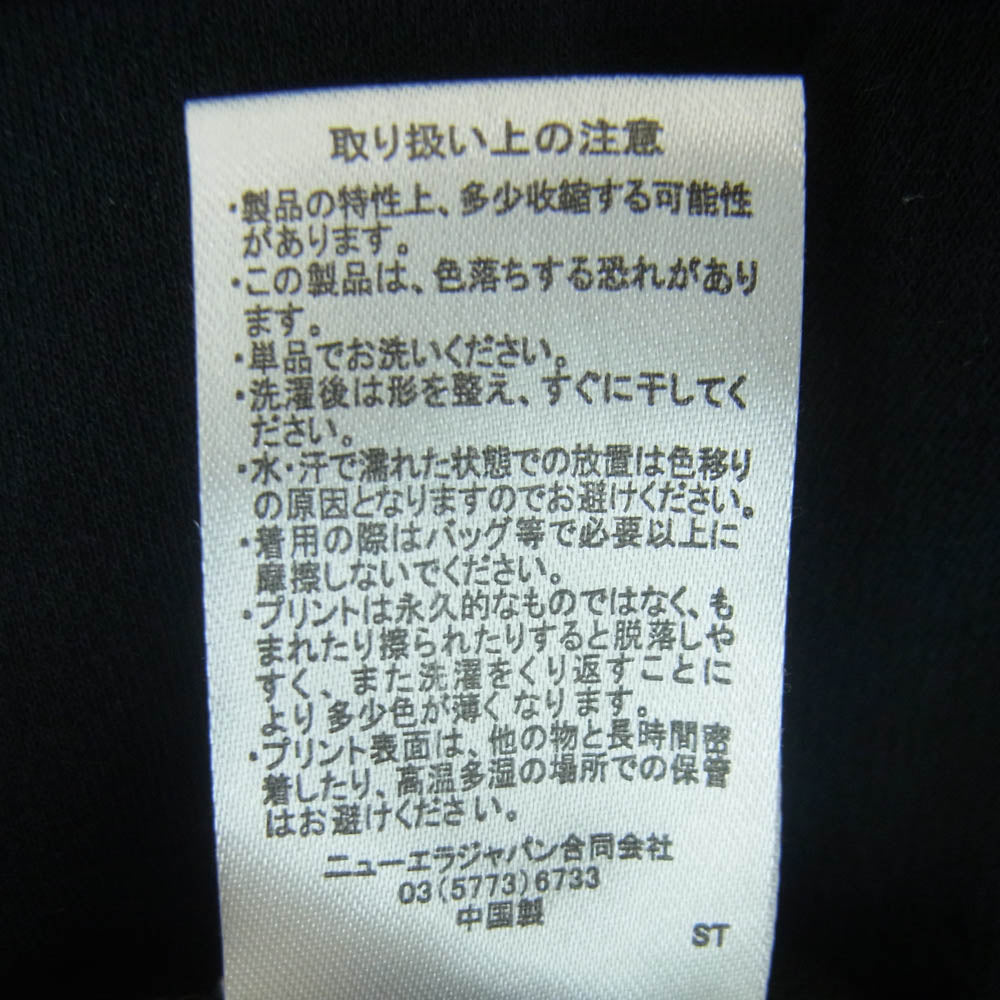 取り扱い上の注意
・製品の特性上、多少収縮する可能性
があります。
・この製品は、色落ちする恐れがあり
ます。
・単品でお洗いください。
・洗濯後は形を整え、すぐに干してく
ださい。
・水・汗で濡れた状態での放置は色移り
の原因となりますのでお避けください。
・着用の際はバッグ等で必要以上に
摩擦しないでください。
・プリントは永久的なものではなく、も
まれたり擦られたりすると脱落しや
すく、また洗濯をくり返すことに
より多少色が薄くなります。
・プリント表面は、他の物と長時間密
着したり、高温多湿の場所での保管
はお避けください。
ニューエラジャパン合同会社
03(5773)6733
中国製
ST